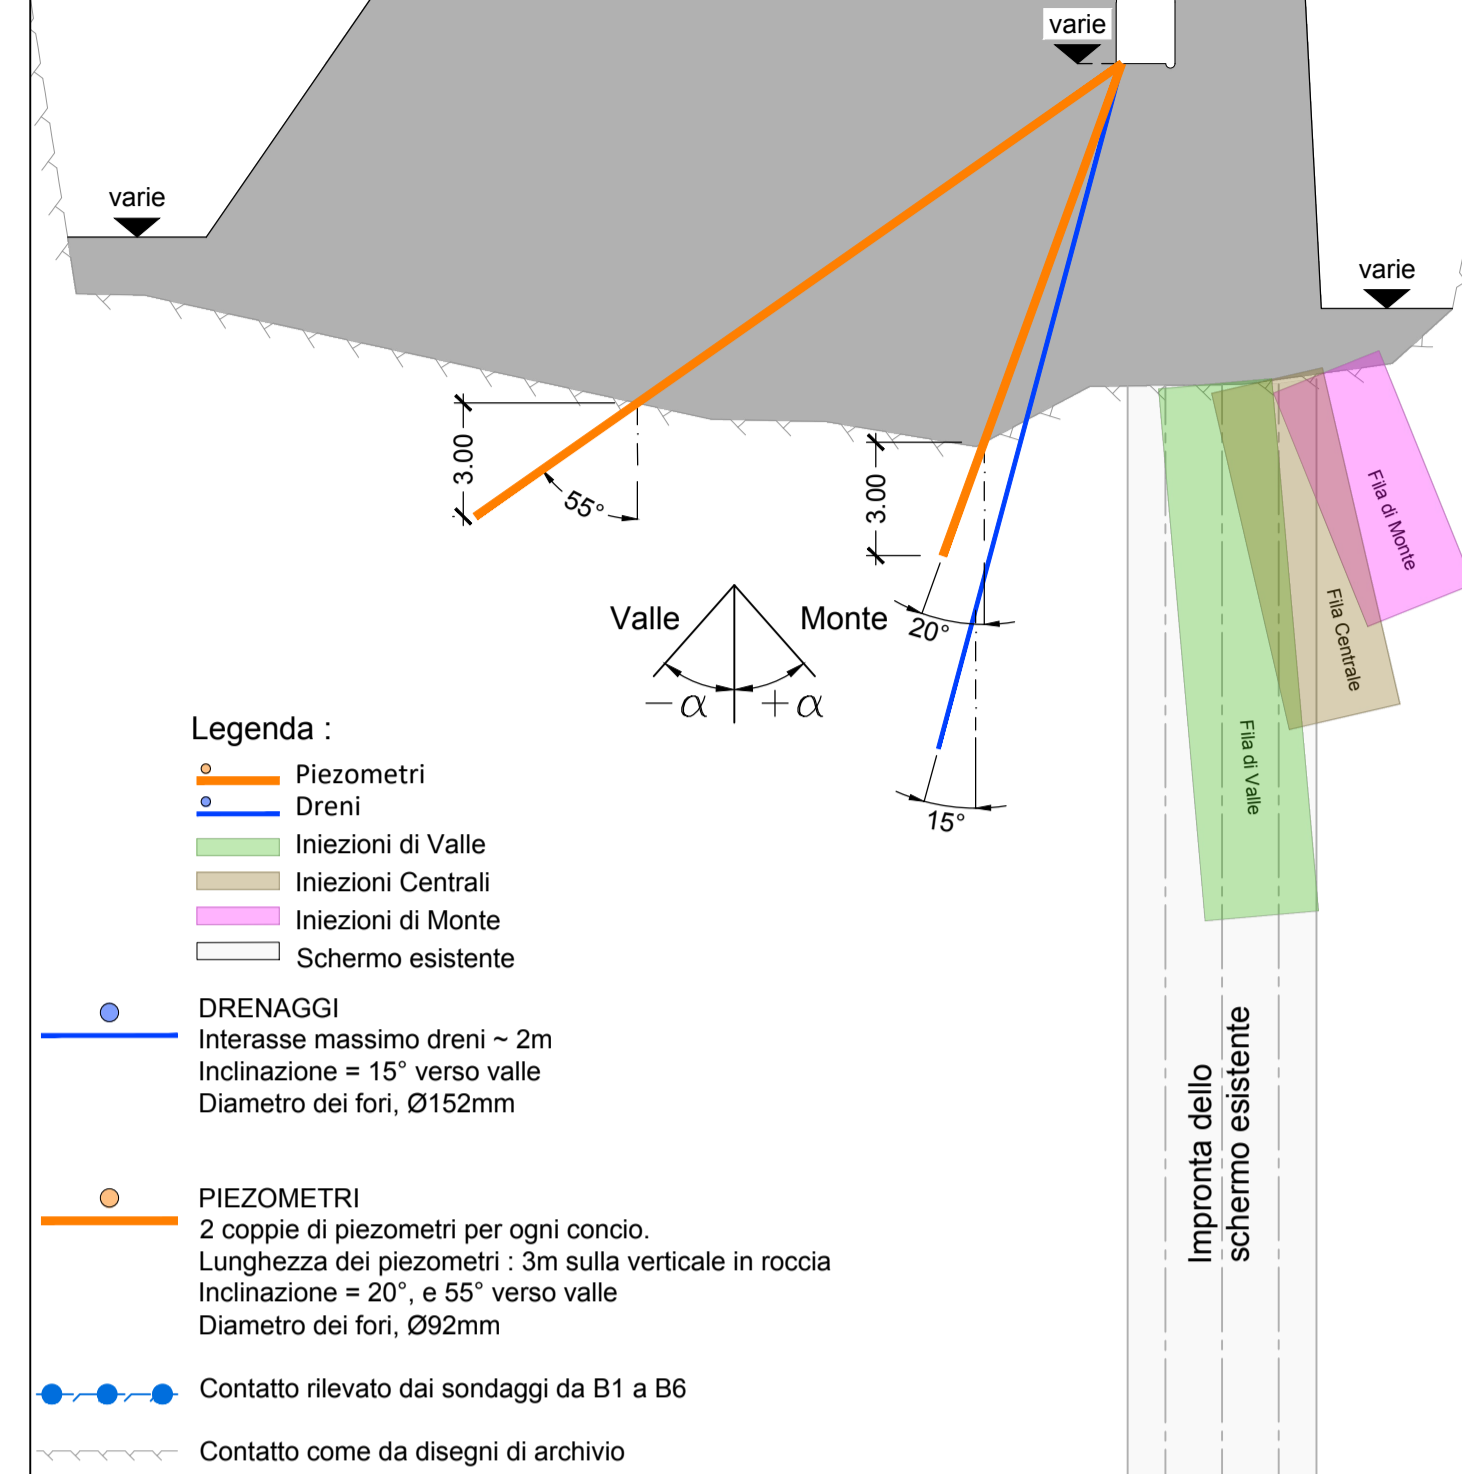 varie
varie
varie
3.00
55°
3.00
20°
15°
Valle
Monte
−α
+α
Fila di Monte
Fila Centrale
Fila di Valle
Impronta dello
schermo esistente
Legenda :
Piezometri
Dreni
Iniezioni di Valle
Iniezioni Centrali
Iniezioni di Monte
Schermo esistente
DRENAGGI
Interasse massimo dreni ~ 2m
Inclinazione = 15° verso valle
Diametro dei fori, Ø152mm
PIEZOMETRI
2 coppie di piezometri per ogni concio.
Lunghezza dei piezometri : 3m sulla verticale in roccia
Inclinazione = 20°, e 55° verso valle
Diametro dei fori, Ø92mm
Contatto rilevato dai sondaggi da B1 a B6
Contatto come da disegni di archivio